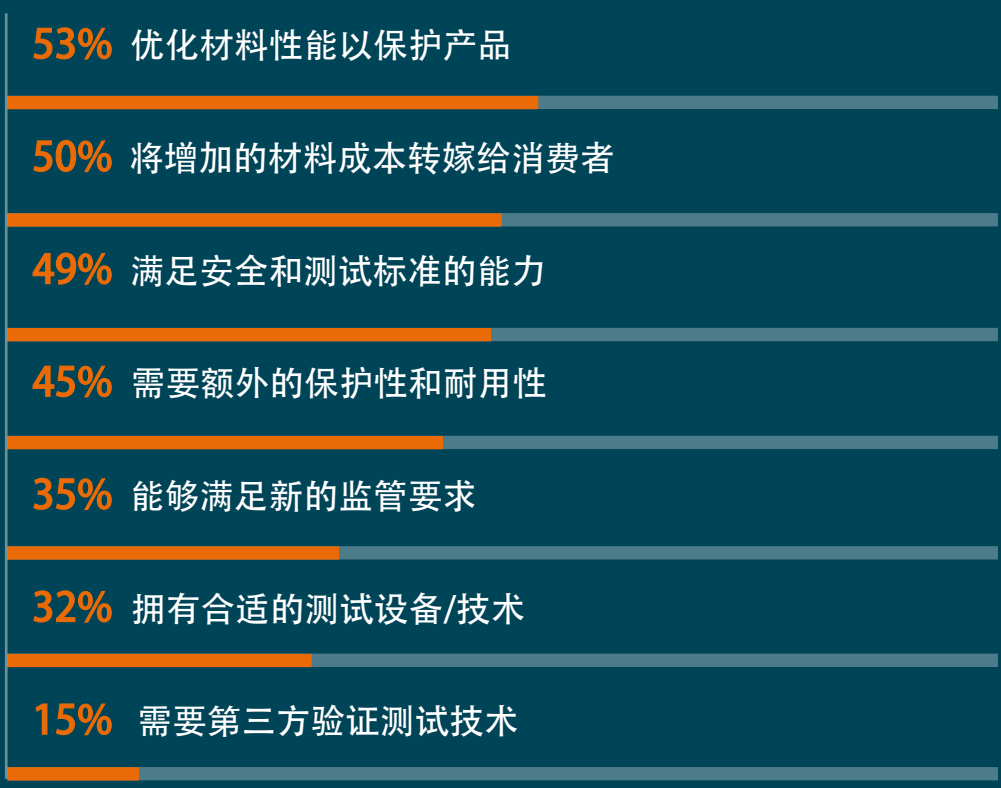 53% 优化材料性能以保护产品
50% 将增加的材料成本转嫁给消费者
49% 满足安全和测试标准的能力
45% 需要额外的保护性和耐用性
35% 能够满足新的监管要求
32% 拥有合适的测试设备/技术
15% 需要第三方验证测试技术